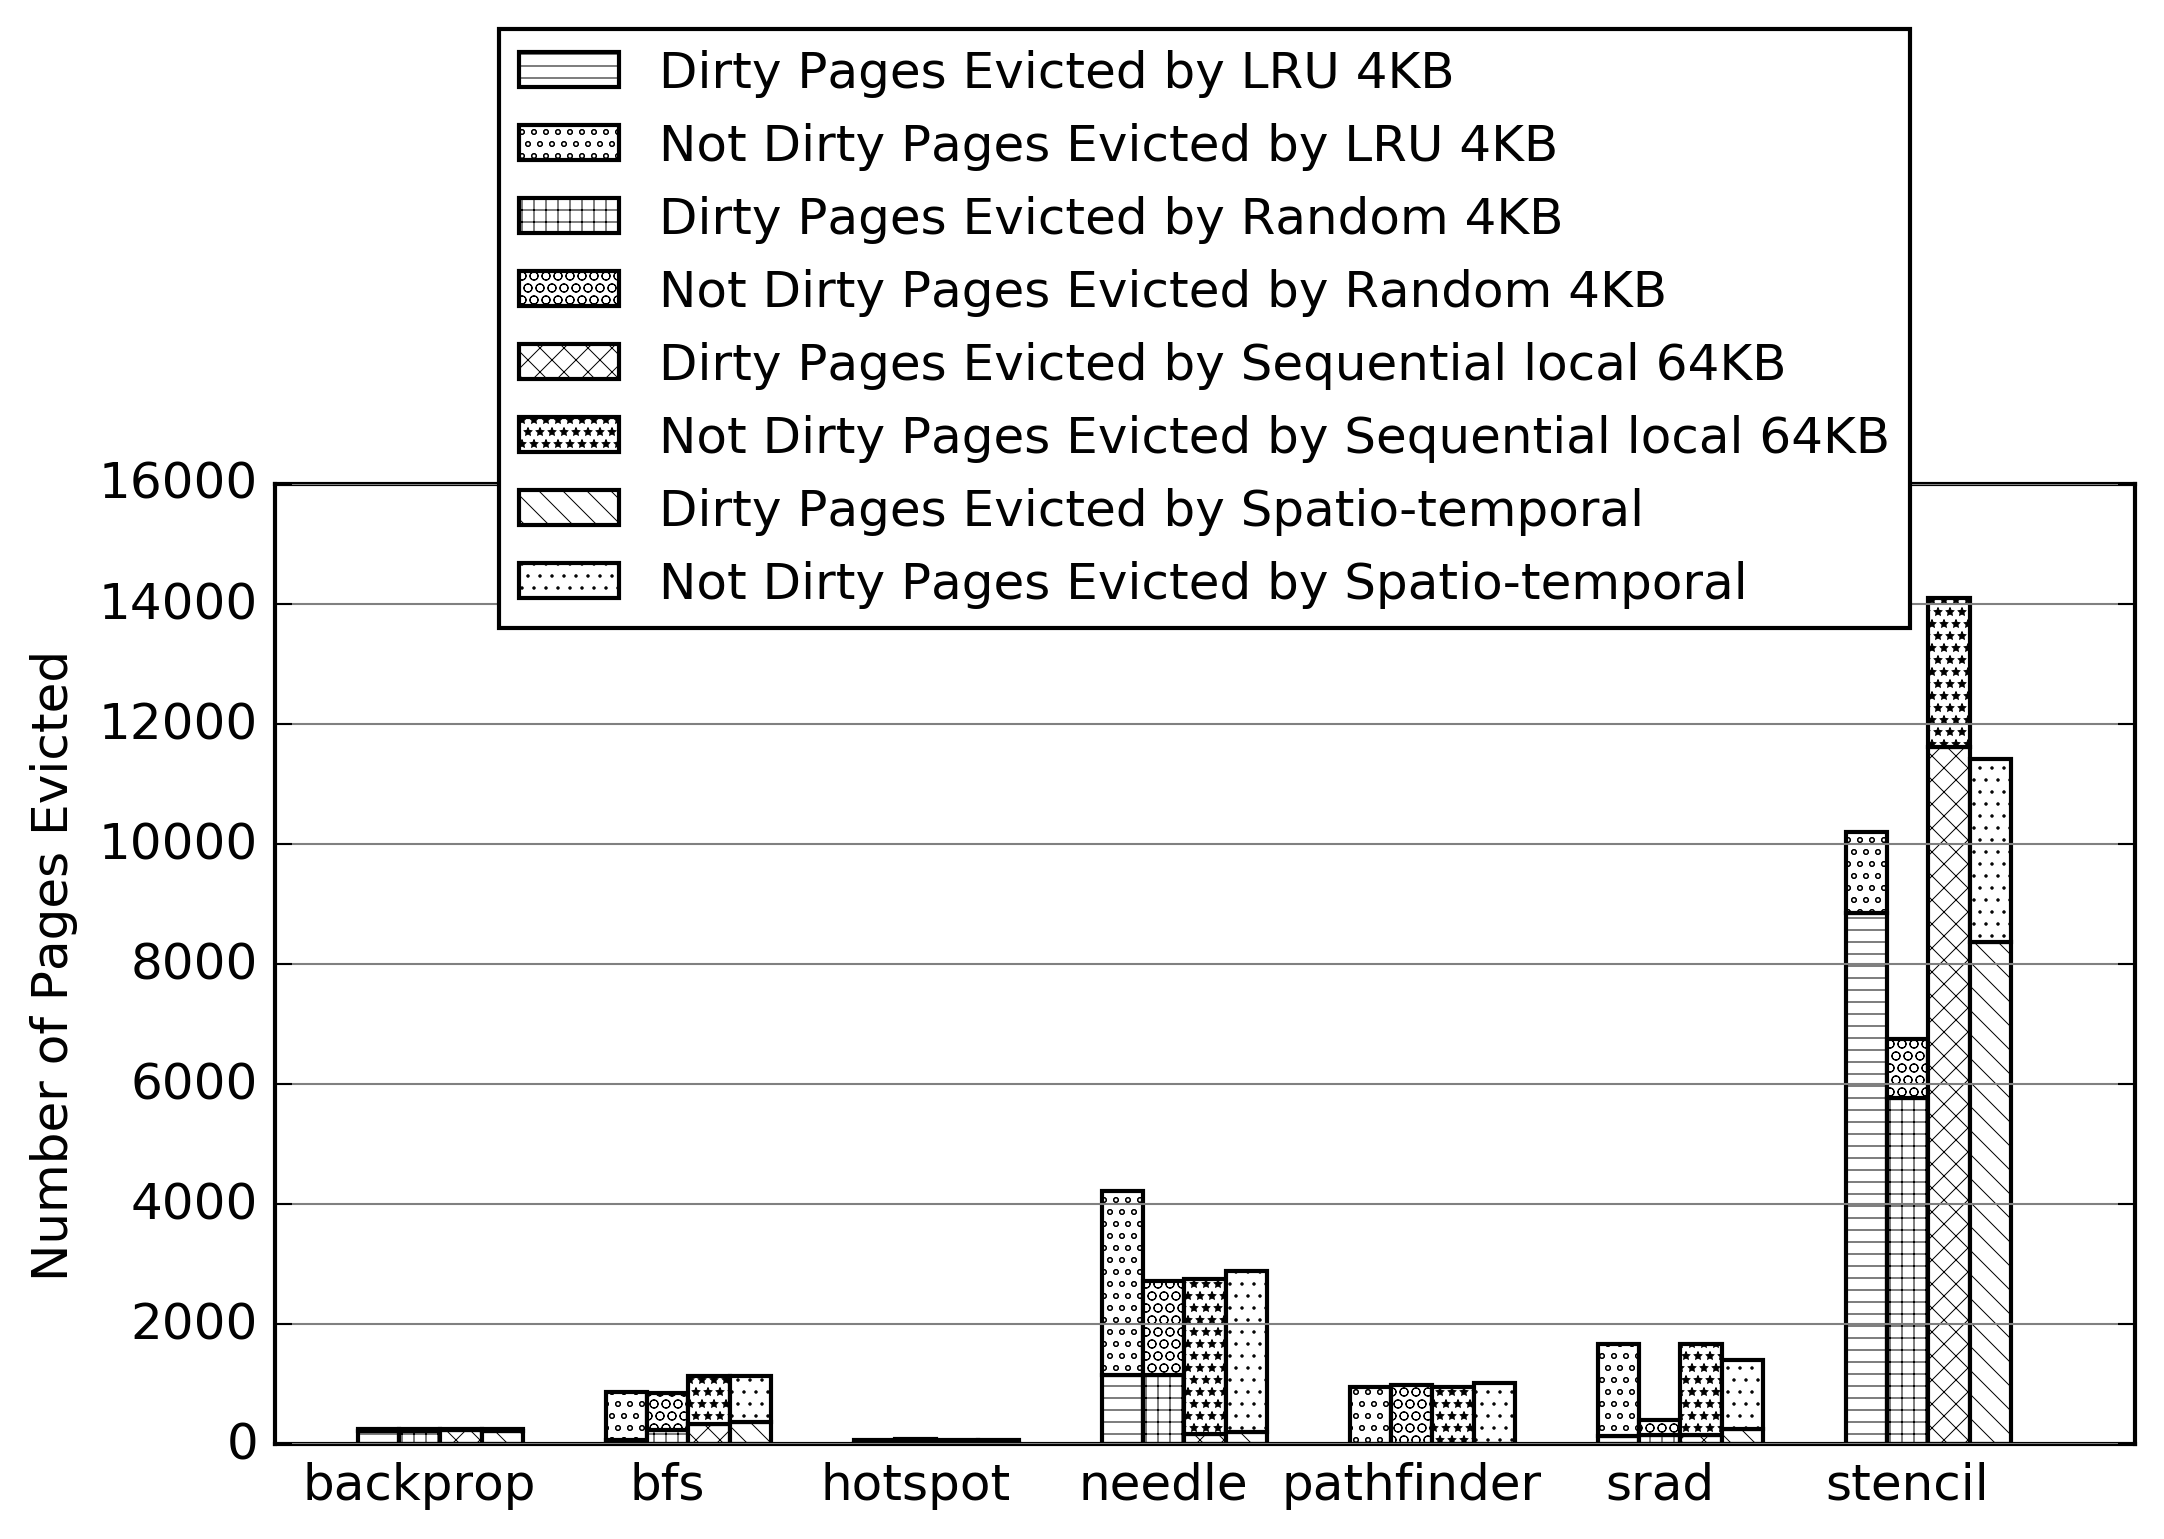 Dirty Pages Evicted by LRU 4KB
Not Dirty Pages Evicted by LRU 4KB
Dirty Pages Evicted by Random 4KB
Not Dirty Pages Evicted by Random 4KB
Dirty Pages Evicted by Sequential local 64KB
Not Dirty Pages Evicted by Sequential local 64KB
Dirty Pages Evicted by Spatio-temporal
Not Dirty Pages Evicted by Spatio-temporal
Number of Pages Evicted
16000
14000
12000
10000
8000
6000
4000
2000
0
backprop bfs hotspot needle pathfinder srad stencil